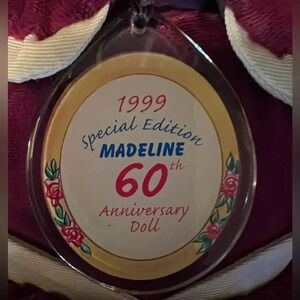 1999
Special Edition
MADELINE
60th
Anniversary
Doll